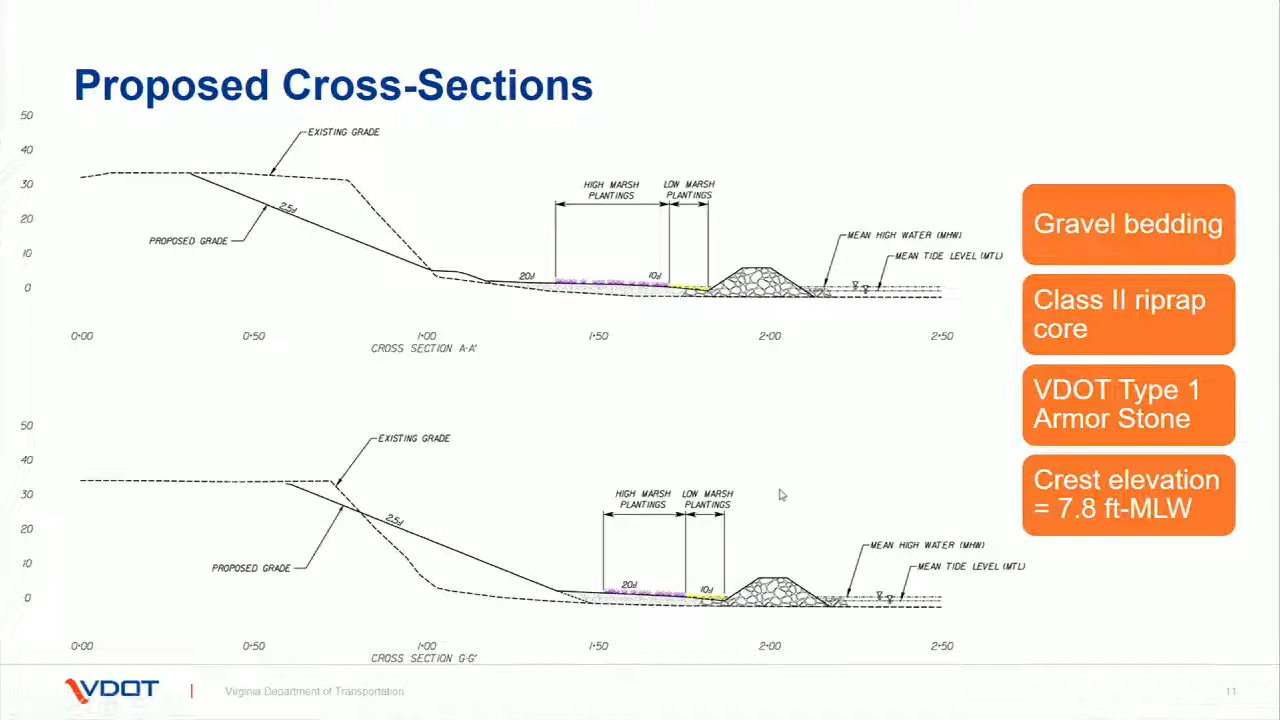 Proposed Cross-Sections
50
40
30
20
10
0
EXISTING GRADE
2.5:1
PROPOSED GRADE
HIGH MARSH
PLANTINGS
LOW MARSH
PLANTINGS
20:1
10:1
MEAN HIGH WATER (MHW)
MEAN TIDE LEVEL (MTL)
0+00
0+50
1+00
1+50
2+00
2+50
CROSS SECTION A-A'
50
40
30
20
10
0
EXISTING GRADE
2.5:1
PROPOSED GRADE
HIGH MARSH
PLANTINGS
LOW MARSH
PLANTINGS
20:1
10:1
MEAN HIGH WATER (MHW)
MEAN TIDE LEVEL (MTL)
0+00
0+50
1+00
1+50
2+00
2+50
CROSS SECTION G-G'
Gravel bedding
Class II riprap
core
VDOT Type 1
Armor Stone
Crest elevation
= 7.8 ft-MLW
VDOT
Virginia Department of Transportation
11